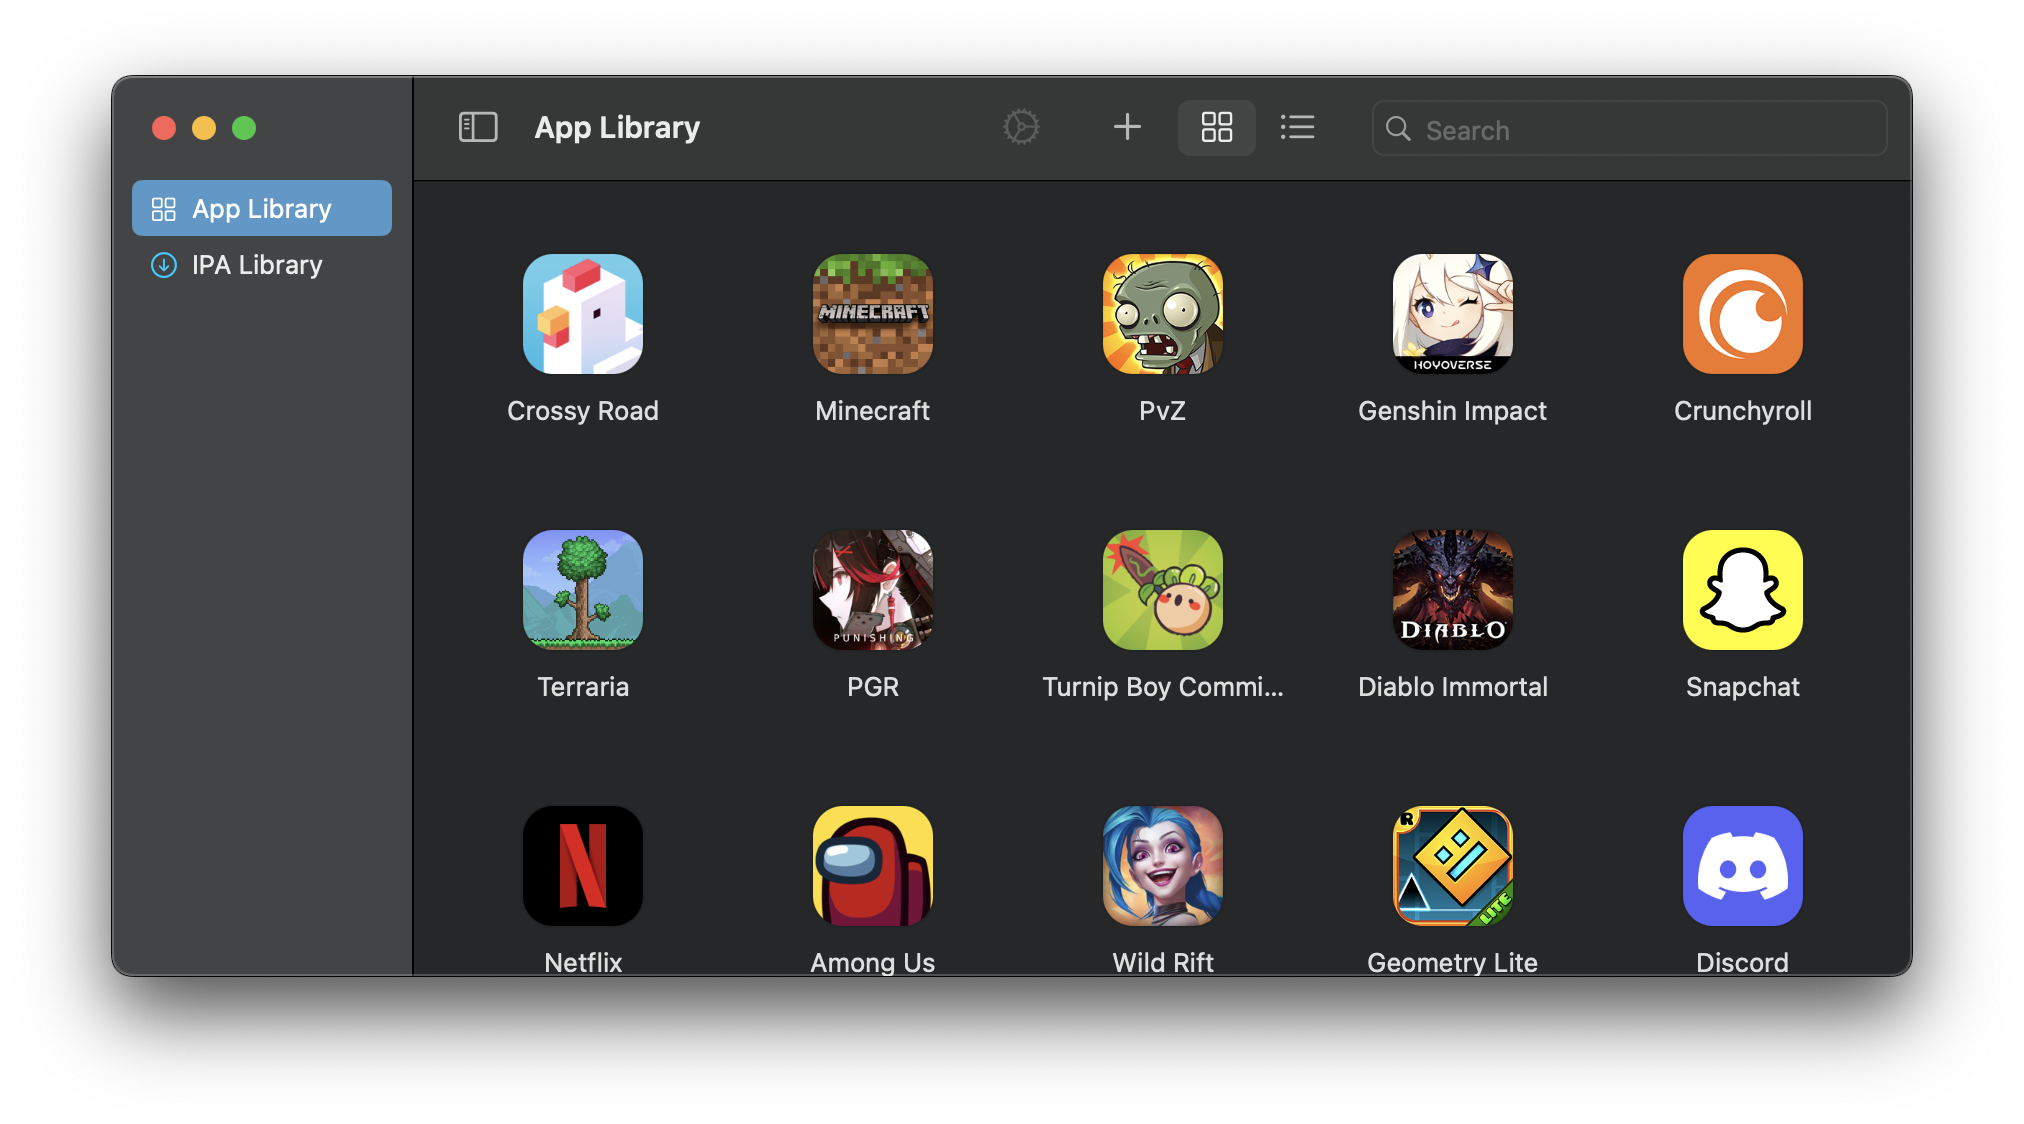 App Library
Search
App Library
IPA Library
MINECRAFT
HOYOVERSE
Crossy Road
Minecraft
PvZ
Genshin Impact
Crunchyroll
PUNISHING
DIABLO
Terraria
PGR
Turnip Boy Commi...
Diablo Immortal
Snapchat
N
R
LITE
Netflix
Among Us
Wild Rift
Geometry Lite
Discord